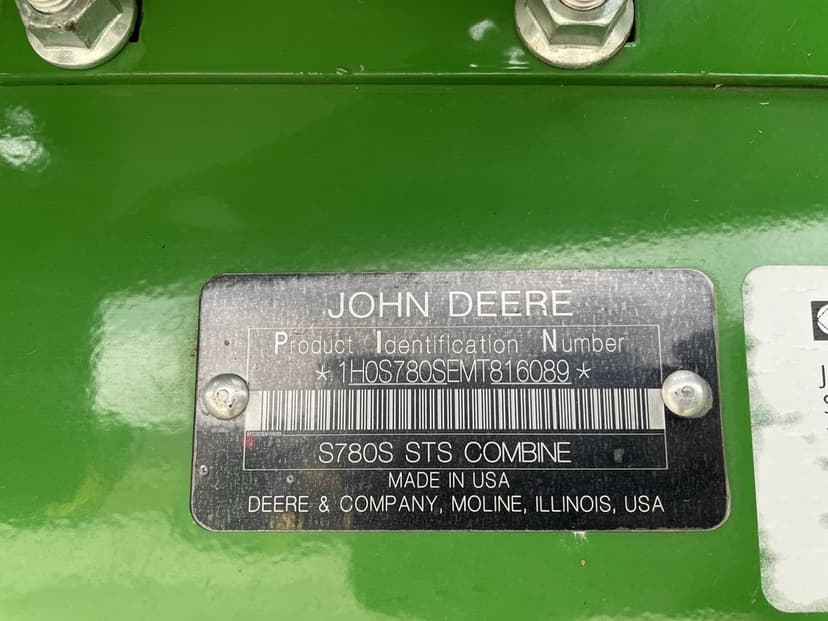 JOHN DEERE
Product Identification Number
*1H0S780SEMT816089*
S780S STS COMBINE
MADE IN USA
DEERE & COMPANY, MOLINE, ILLINOIS, USA
J
S